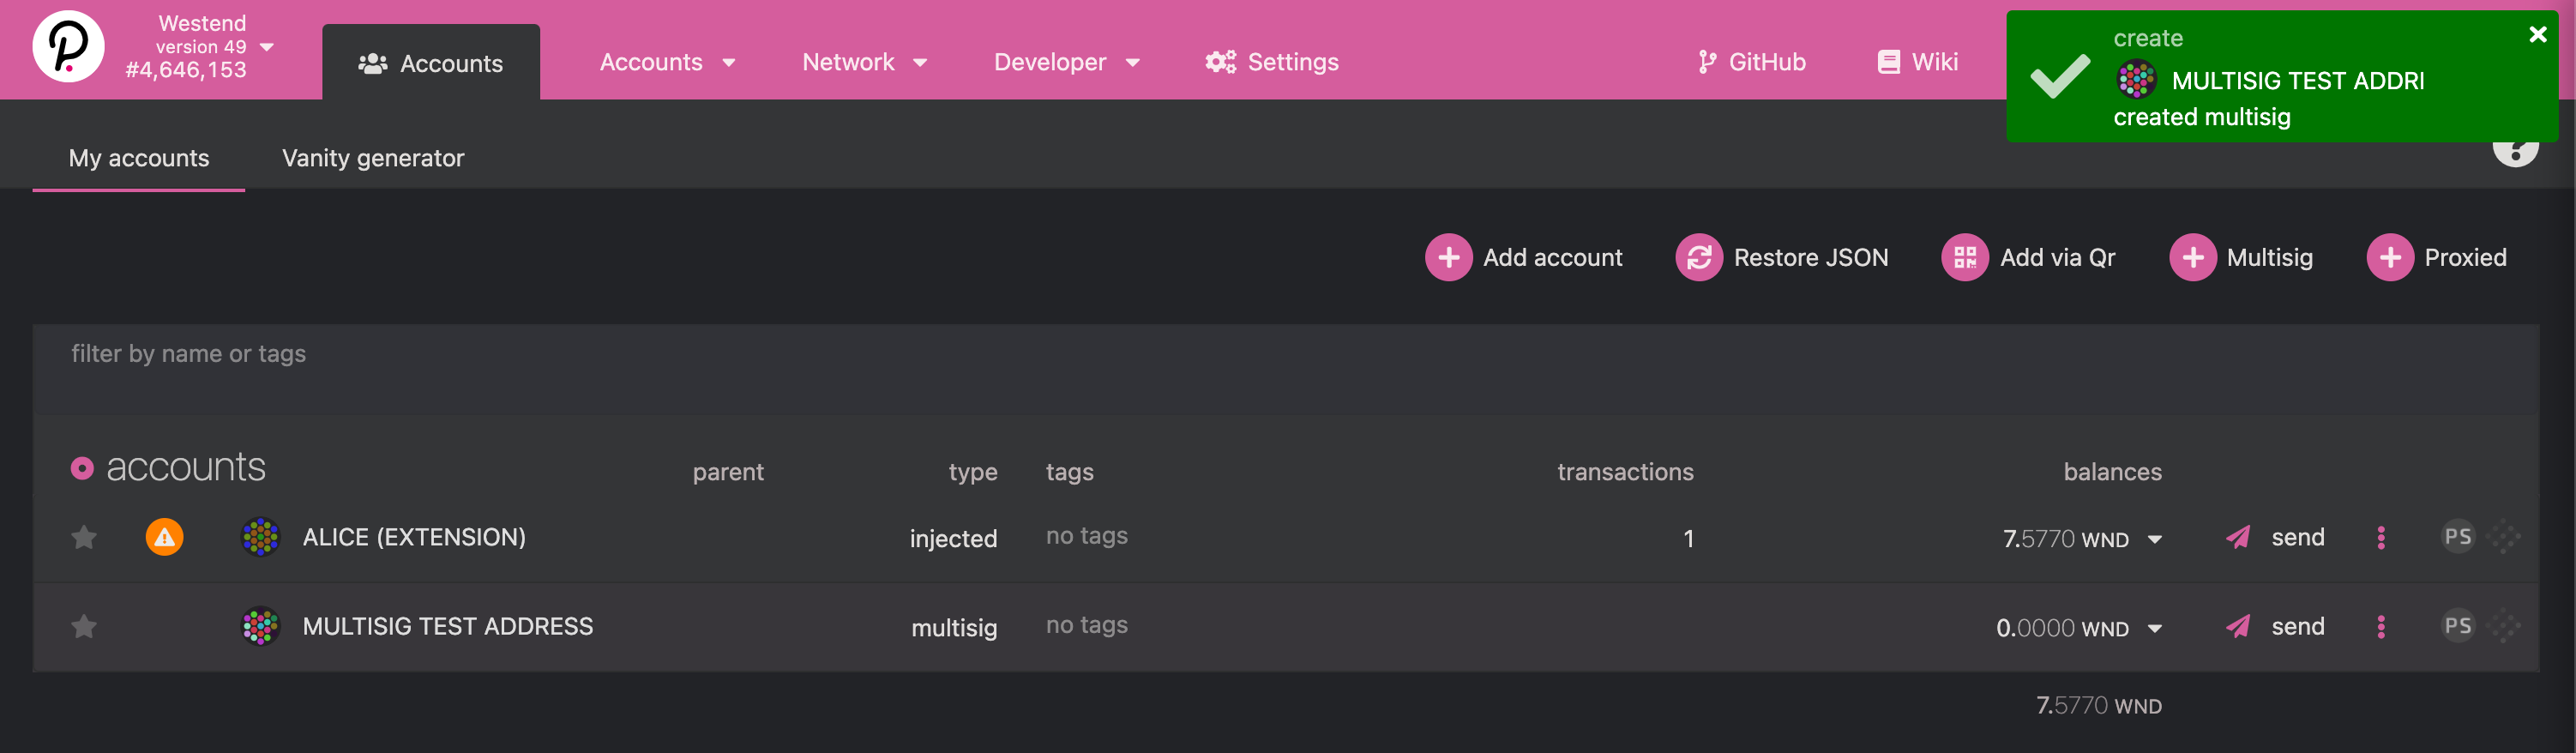 Westend
version 49
#4,646,153
Accounts
Accounts
Network
Developer
Settings
GitHub
Wiki
create
MULTISIG TEST ADDRI
created multisig
My accounts
Vanity generator
Add account
Restore JSON
Add via Qr
Multisig
Proxied
filter by name or tags
accounts parent type tags transactions balances
ALICE (EXTENSION) injected no tags 1 7.5770 WND send PS
MULTISIG TEST ADDRESS multisig no tags 0.0000 WND send PS
7.5770 WND